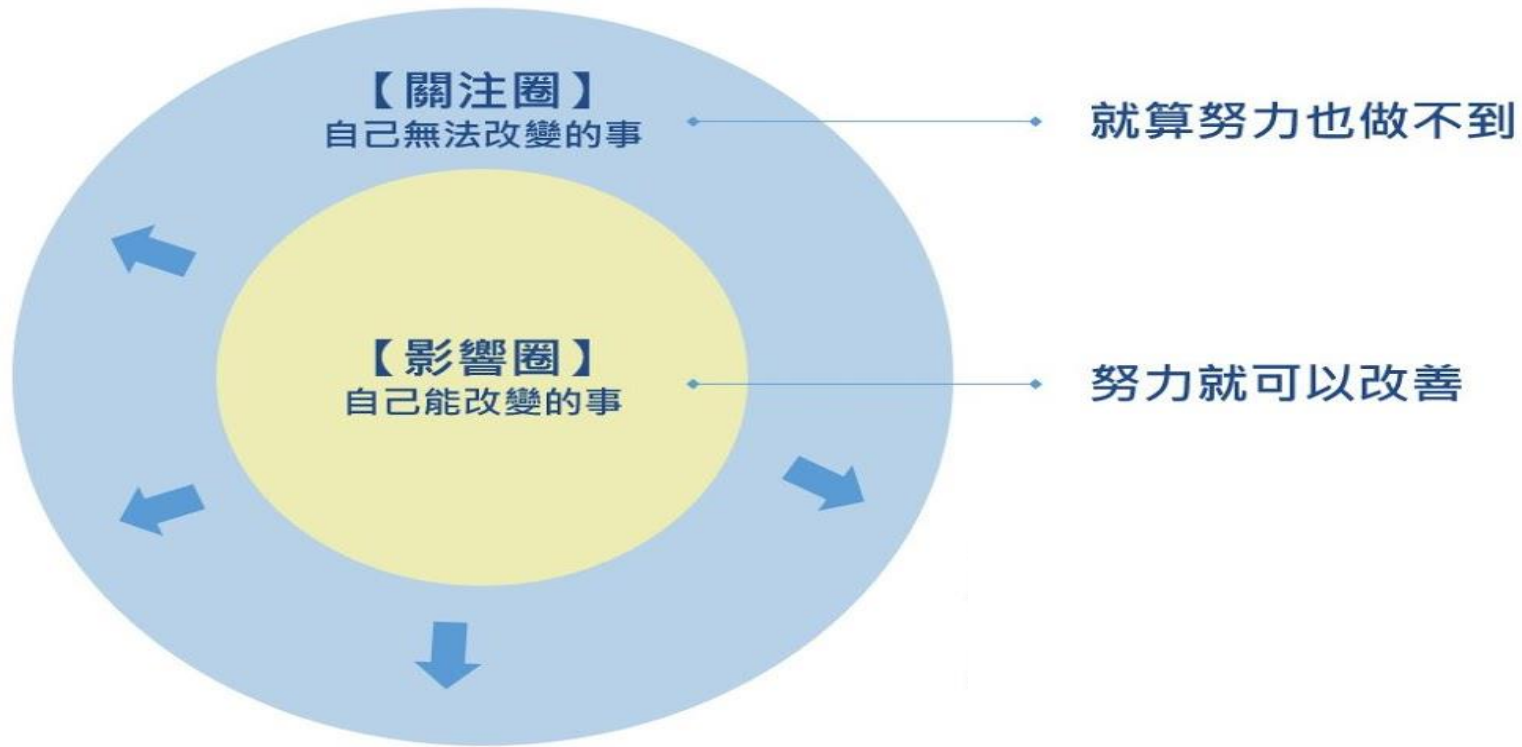 【關注圈】
自己無法改變的事
就算努力也做不到
【影響圈】
自己能改變的事
努力就可以改善